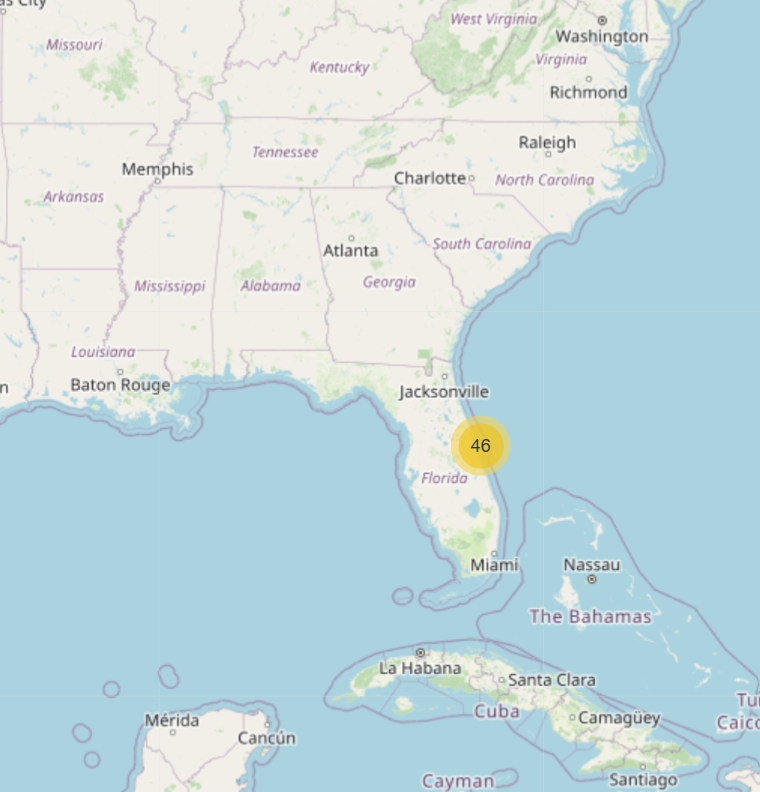 as City
Missouri
West Virginia
Washington
Virginia
Kentucky
Richmond
Raleigh
Tennessee
Memphis
Charlotte
North Carolina
Arkansas
South Carolina
Atlanta
Mississippi
Alabama
Georgia
Louisiana
Baton Rouge
n
Jacksonville
46
Florida
Miami
Nassau
The Bahamas
La Habana
Santa Clara
Tu
Caico
Cuba
Camagüey
Mérida
Cancún
Cayman
Santiago